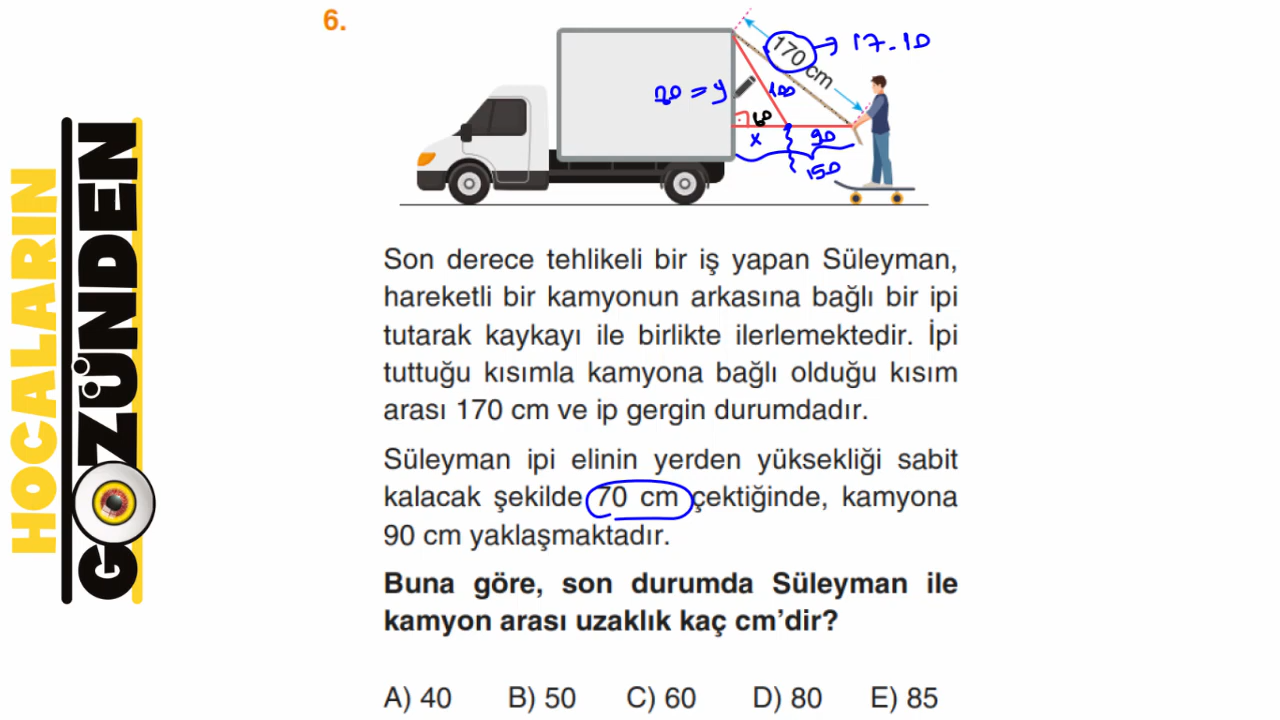 6.
170 cm → 17.10
80 = y
100
60
x
90
150
HOCALARIN
GÖZÜNDEN
Son derece tehlikeli bir iş yapan Süleyman,
hareketli bir kamyonun arkasına bağlı bir ipi
tutarak kaykayı ile birlikte ilerlemektedir. İpi
tuttuğu kısımla kamyona bağlı olduğu kısım
arası 170 cm ve ip gergin durumdadır.
Süleyman ipi elinin yerden yüksekliği sabit
kalacak şekilde 70 cm çektiğinde, kamyona
90 cm yaklaşmaktadır.
Buna göre, son durumda Süleyman ile
kamyon arası uzaklık kaç cm'dir?
A) 40 B) 50 C) 60 D) 80 E) 85